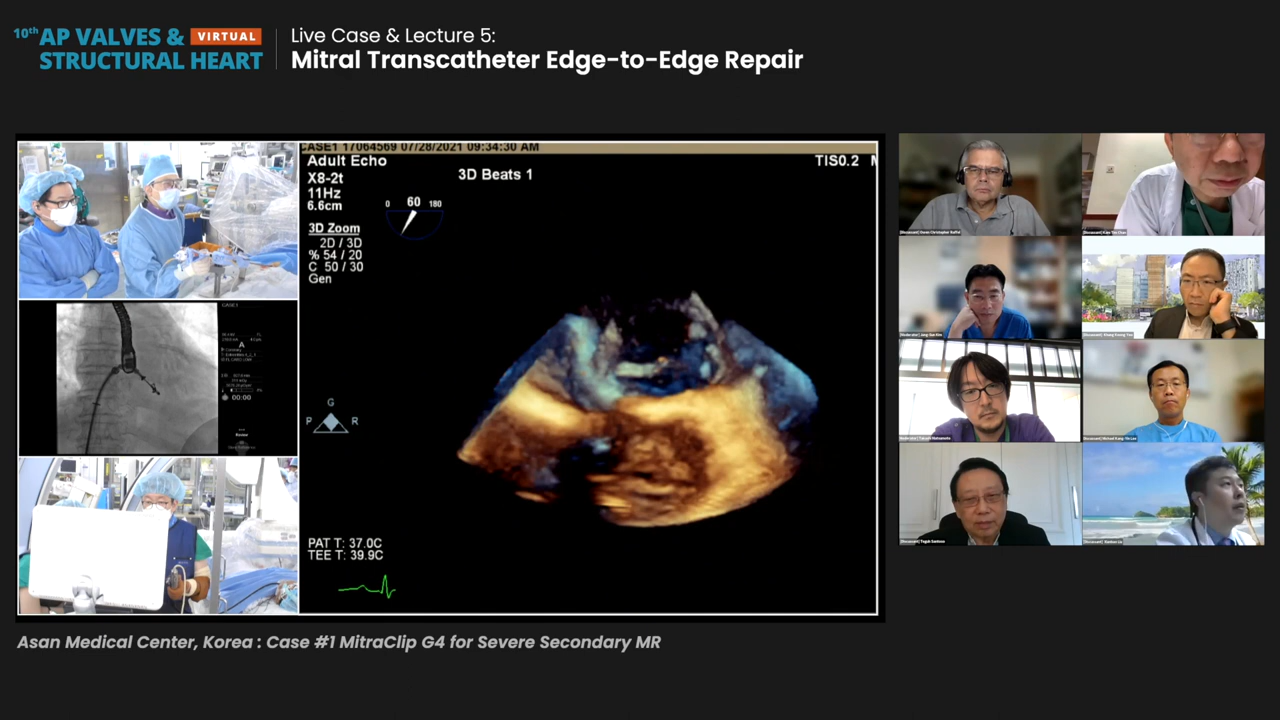 10th AP VALVES & VIRTUAL
STRUCTURAL HEART
Live Case & Lecture 5:
Mitral Transcatheter Edge-to-Edge Repair
CASE1 17064569 07/28/2021 09:34:30 AM
Adult Echo
TIS0.2 M
X8-2t
3D Beats 1
11Hz
6.6cm
0 60 180
3D Zoom
2D / 3D
% 54 / 20
C 50 / 30
Gen
G
P R
PAT T: 37.0C
TEE T: 39.9C
A
00:00
Asan Medical Center, Korea : Case #1 MitraClip G4 for Severe Secondary MR